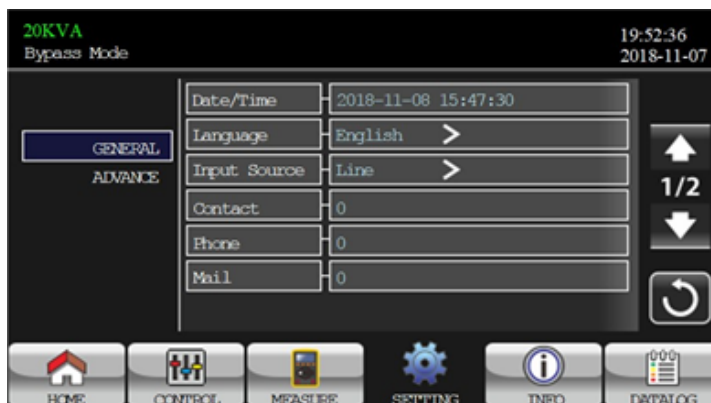 20KVA
Bypass Mode
19:52:36
2018-11-07
GENERAL
ADVANCE
Date/Time 2018-11-08 15:47:30
Language English >
Input Source Line >
Contact 0
Phone 0
Mail 0
1/2
HOME CONTROL MEASURE SETTING INFO DATALOG